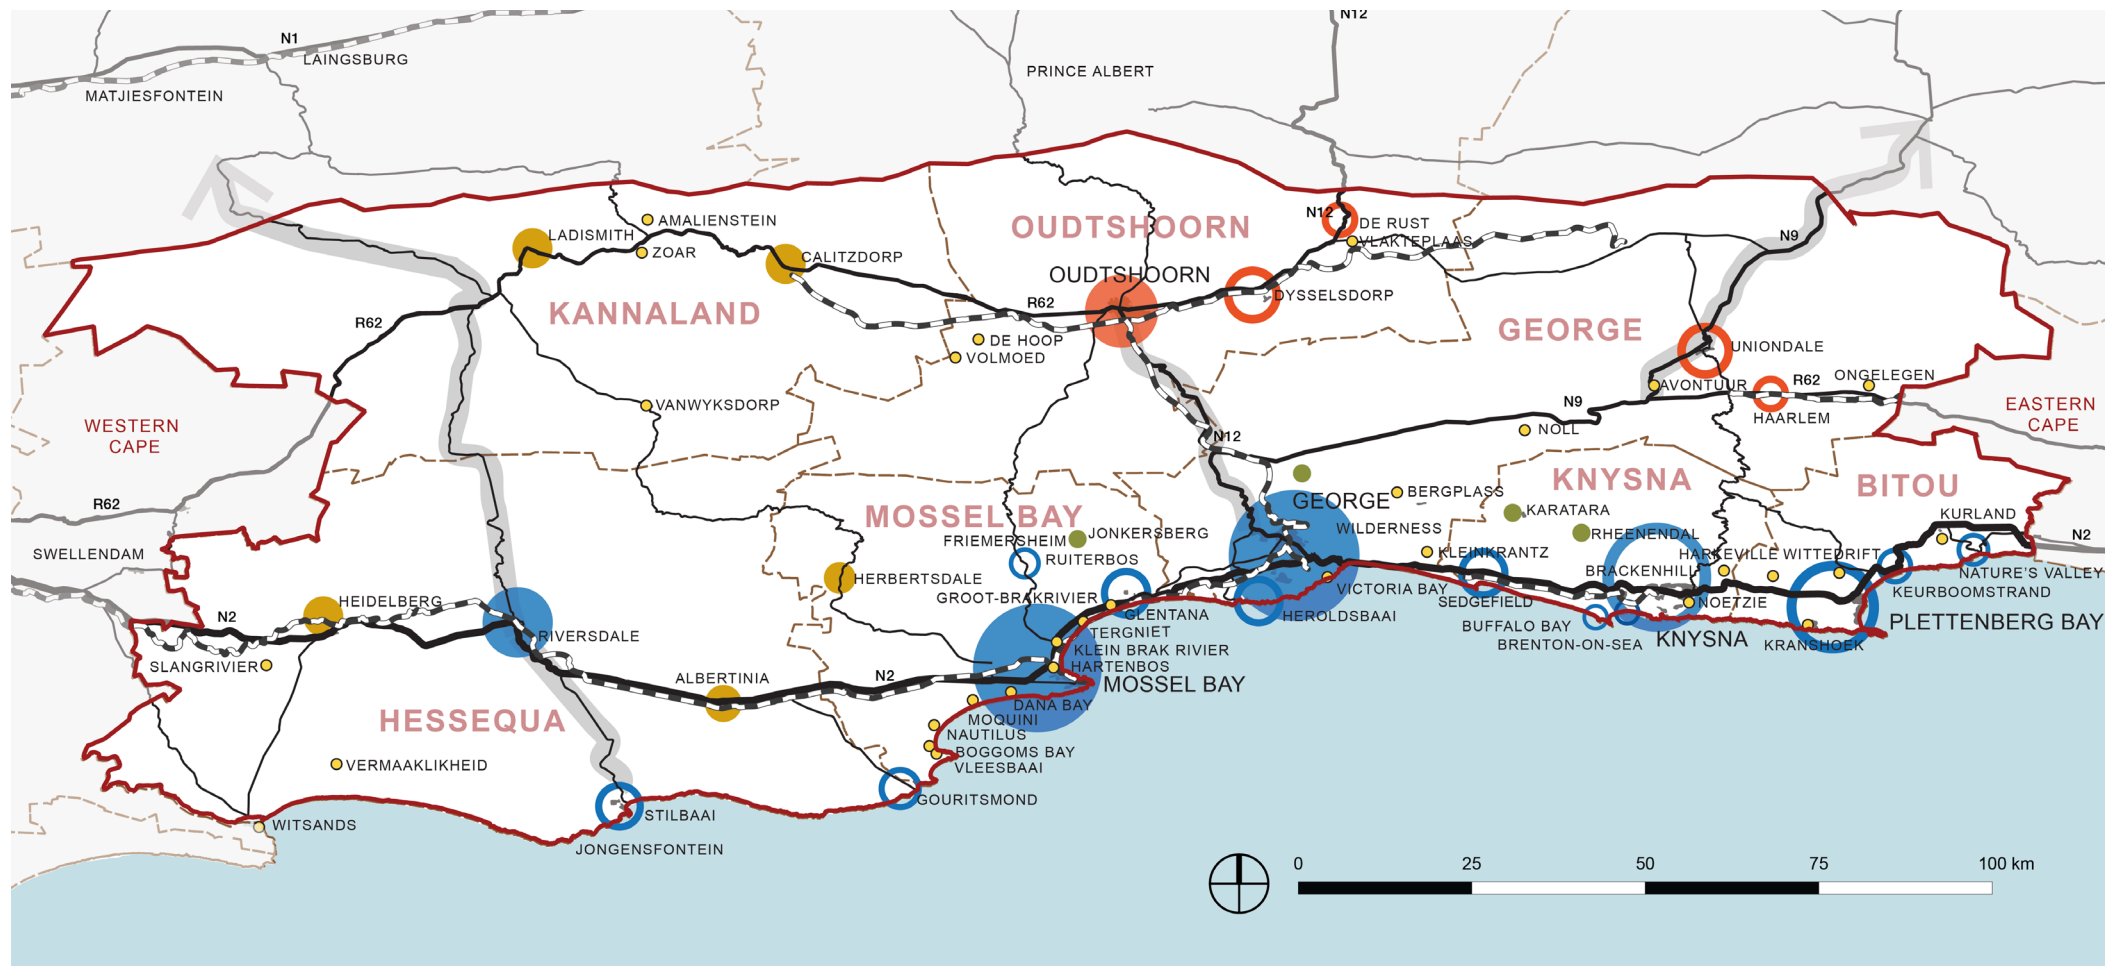 N1
N12
LAINGSBURG
PRINCE ALBERT
MATJIESFONTEIN
AMALIENSTEIN
N12
DE RUST
OUDTSHOORN
LADISMITH
VLAKTEPLAAS
N9
ZOAR
CALITZDORP
OUDTSHOORN
DYSSELSDORP
R62
KANNALAND
R62
GEORGE
DE HOOP
UNIONDALE
VOLMOED
AVONTUUR
R62
ONGELEGEN
VANWYKSDORP
N9
HAARLEM
EASTERN
CAPE
WESTERN
CAPE
NOLL
N12
KNYSNA
BITOU
R62
GEORGE
BERGPLASS
MOSSEL BAY
KARATARA
KURLAND
JONKERSBERG
WILDERNESS
FRIEMERSHEIM
RHEENENDAL
N2
SWELLENDAM
RUITERBOS
KLEINKRANTZ
HARKEVILLE
WITTEDRIFT
HERBERTSDALE
BRACKENHILL
NATURE'S VALLEY
GROOT-BRAKRIVIER
VICTORIA BAY
KEURBOOMSTRAND
HEIDELBERG
SEDGEFIELD
NOETZIE
N2
GLENTANA
HEROLDSBAAI
PLETTENBERG BAY
RIVERSDALE
TERGNIET
BUFFALO BAY
KNYSNA
KLEIN BRAK RIVIER
BRENTON-ON-SEA
KRANSHOEK
SLANGRIVIER
HARTENBOS
ALBERTINIA
N2
MOSSEL BAY
HESSEQUA
DANA BAY
MOQUINI
NAUTILUS
BOGGOMS BAY
VERMAAKLIKHEID
VLEESBAAI
GOURITSMOND
STILBAAI
WITSANDS
JONGENSFONTEIN
0 25 50 75 100 km